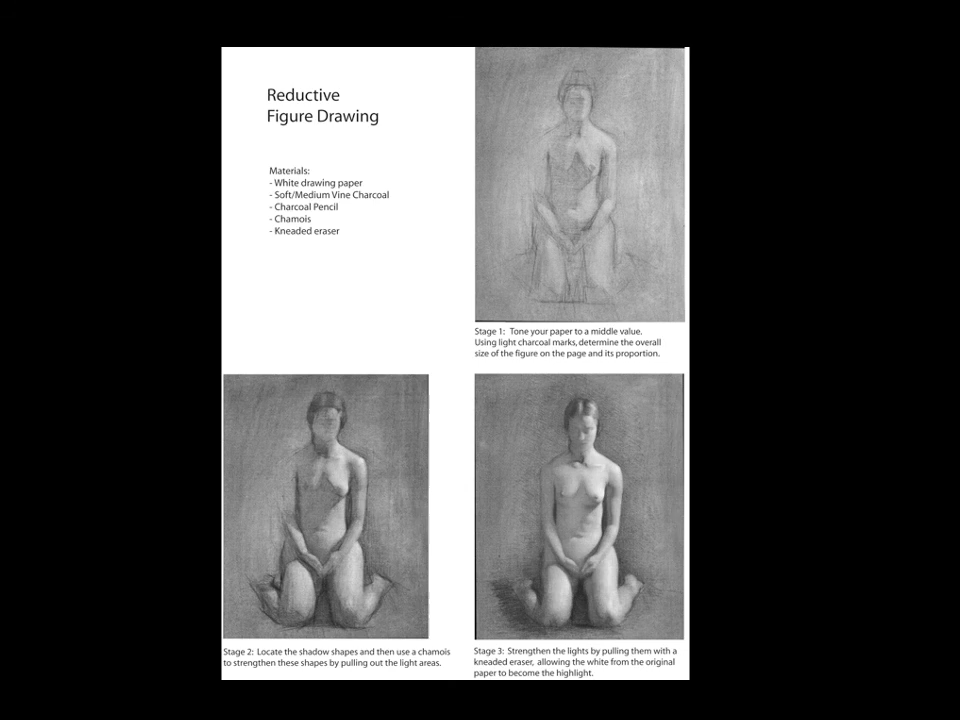 Reductive
Figure Drawing
Materials:
- White drawing paper
- Soft/Medium Vine Charcoal
- Charcoal Pencil
- Chamois
- Kneaded eraser
Stage 1: Tone your paper to a middle value.
Using light charcoal marks, determine the overall
size of the figure on the page and its proportion.
Stage 2: Locate the shadow shapes and then use a chamois
to strengthen these shapes by pulling out the light areas.
Stage 3: Strengthen the lights by pulling them with a
kneaded eraser, allowing the white from the original
paper to become the highlight.